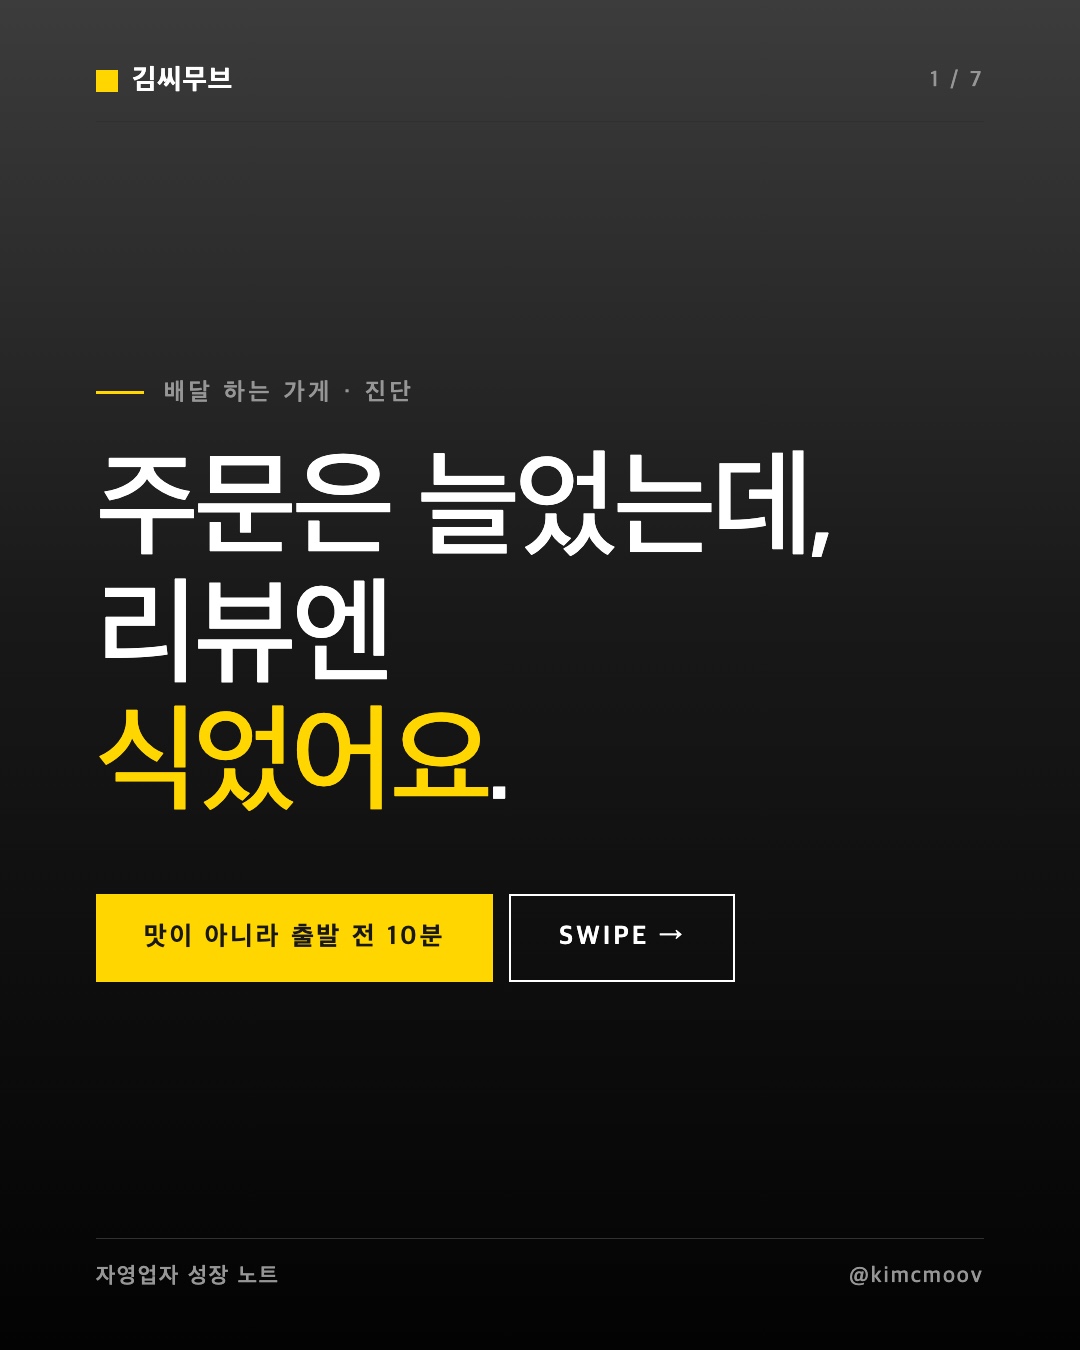 김씨무브
1 / 7
배달 하는 가게 · 진단
주문은 늘었는데,
리뷰엔
식었어요.
맛이 아니라 출발 전 10분
SWIPE →
자영업자 성장 노트
@kimcmoov